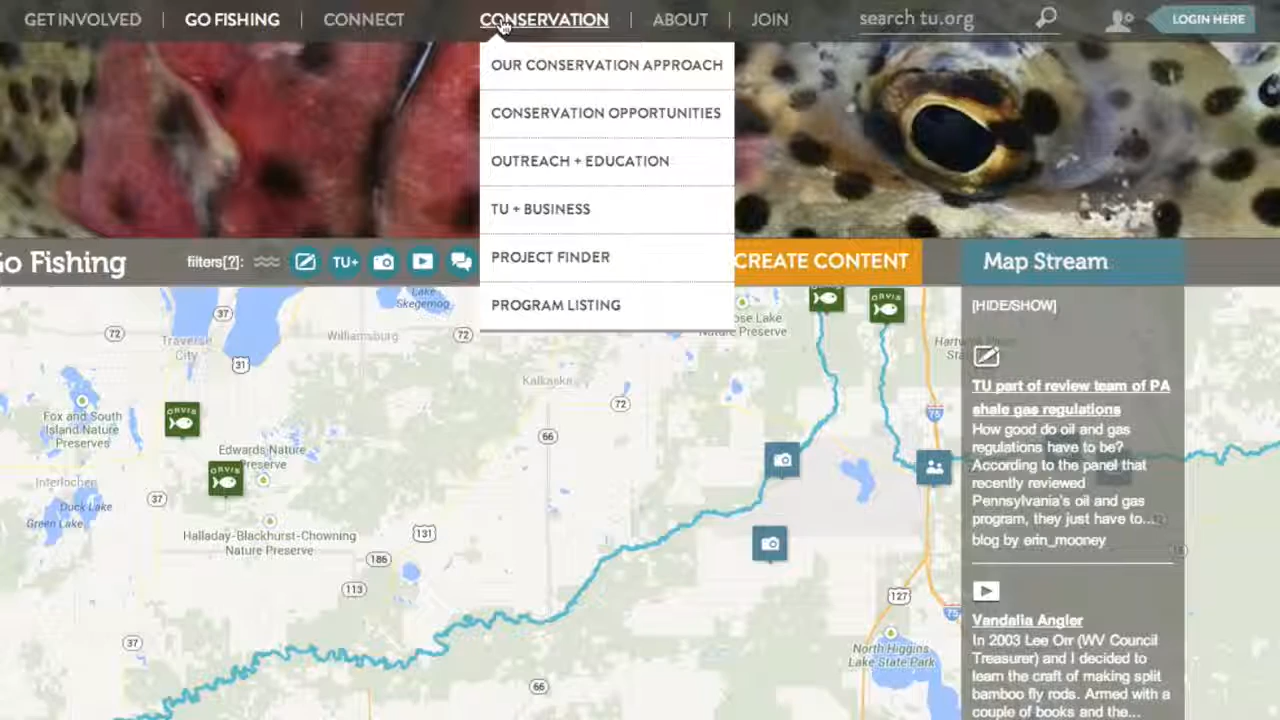 GET INVOLVED
GO FISHING
CONNECT
CONSERVATION
ABOUT
JOIN
search tu.org
LOGIN HERE
OUR CONSERVATION APPROACH
CONSERVATION OPPORTUNITIES
OUTREACH + EDUCATION
TU + BUSINESS
PROJECT FINDER
PROGRAM LISTING
Go Fishing
filters[?]:
TU+
CREATE CONTENT
Map Stream
[HIDE/SHOW]
TU part of review team of PA
shale gas regulations
How good do oil and gas
regulations have to be?
According to the panel that
recently reviewed
Pennsylvania's oil and gas
program, they just have to...
blog by erin_mooney
Vandalia Angler
In 2003 Lee Orr (WV Council
Treasurer) and I decided to
learn the craft of making split
bamboo fly rods. Armed with a
couple of books and the...
Lake
Skegemog
37
72
Traverse
City
Williamsburg
72
31
Nature Preserve
Kalkaska
72
ORVIS
ORVIS
ORVIS
Fox and South
Island Nature
Preserves
66
75
Edwards Nature
Preserve
Interlochen
37
Duck Lake
Green Lake
Halladay-Blackhurst-Chowning
Nature Preserve
131
186
113
127
75
37
North Higgins
Lake State Park
66